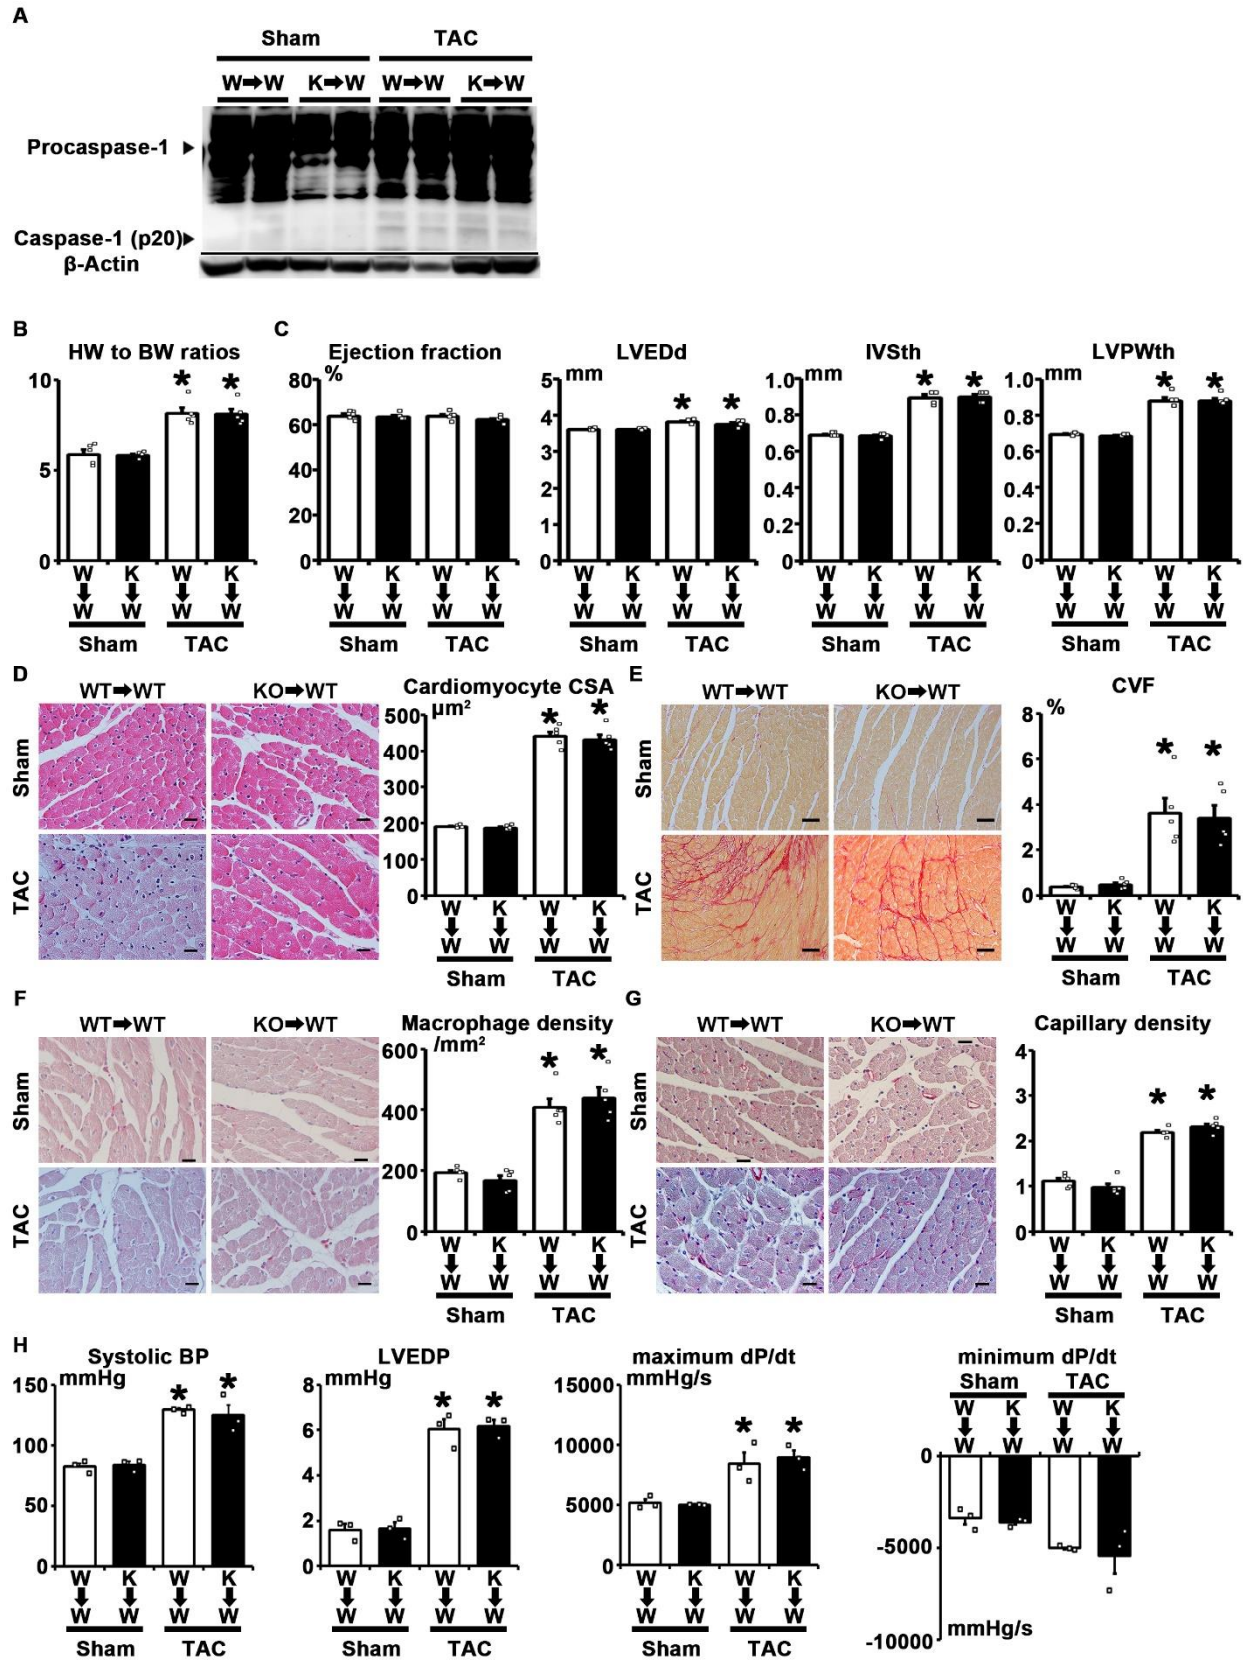 A
Sham TAC
W➡W K➡W W➡W K➡W
Procaspase-1
Caspase-1 (p20)
β-Actin
B
HW to BW ratios
10
5
0
W K W K
W W W W
Sham TAC
C
Ejection fraction
%
80
60
40
20
0
W K W K
W W W W
Sham TAC
LVEDd
mm
5
4
3
2
1
0
W K W K
W W W W
Sham TAC
IVSth
mm
1.0
0.8
0.6
0.4
0.2
0
W K W K
W W W W
Sham TAC
LVPWth
mm
1.0
0.8
0.6
0.4
0.2
0
W K W K
W W W W
Sham TAC
* *
* *
* *
* *
D
WT➡WT KO➡WT
Sham
TAC
Cardiomyocyte CSA
µm²
500
400
300
200
100
0
* *
W K W K
W W W W
Sham TAC
E
WT➡WT KO➡WT
Sham
TAC
CVF
%
8
6
4
2
0
* *
W K W K
W W W W
Sham TAC
F
WT➡WT KO➡WT
Sham
TAC
Macrophage density
/mm²
600
400
200
0
* *
W K W K
W W W W
Sham TAC
G
WT➡WT KO➡WT
Sham
TAC
Capillary density
4
3
2
1
0
* *
W K W K
W W W W
Sham TAC
H
Systolic BP
mmHg
150
100
50
0
* *
W K W K
W W W W
Sham TAC
LVEDP
mmHg
8
6
4
2
0
* *
W K W K
W W W W
Sham TAC
maximum dP/dt
mmHg/s
15000
10000
5000
0
* *
W K W K
W W W W
Sham TAC
minimum dP/dt
Sham TAC
W K W K
W W W W
0
-5000
-10000
mmHg/s